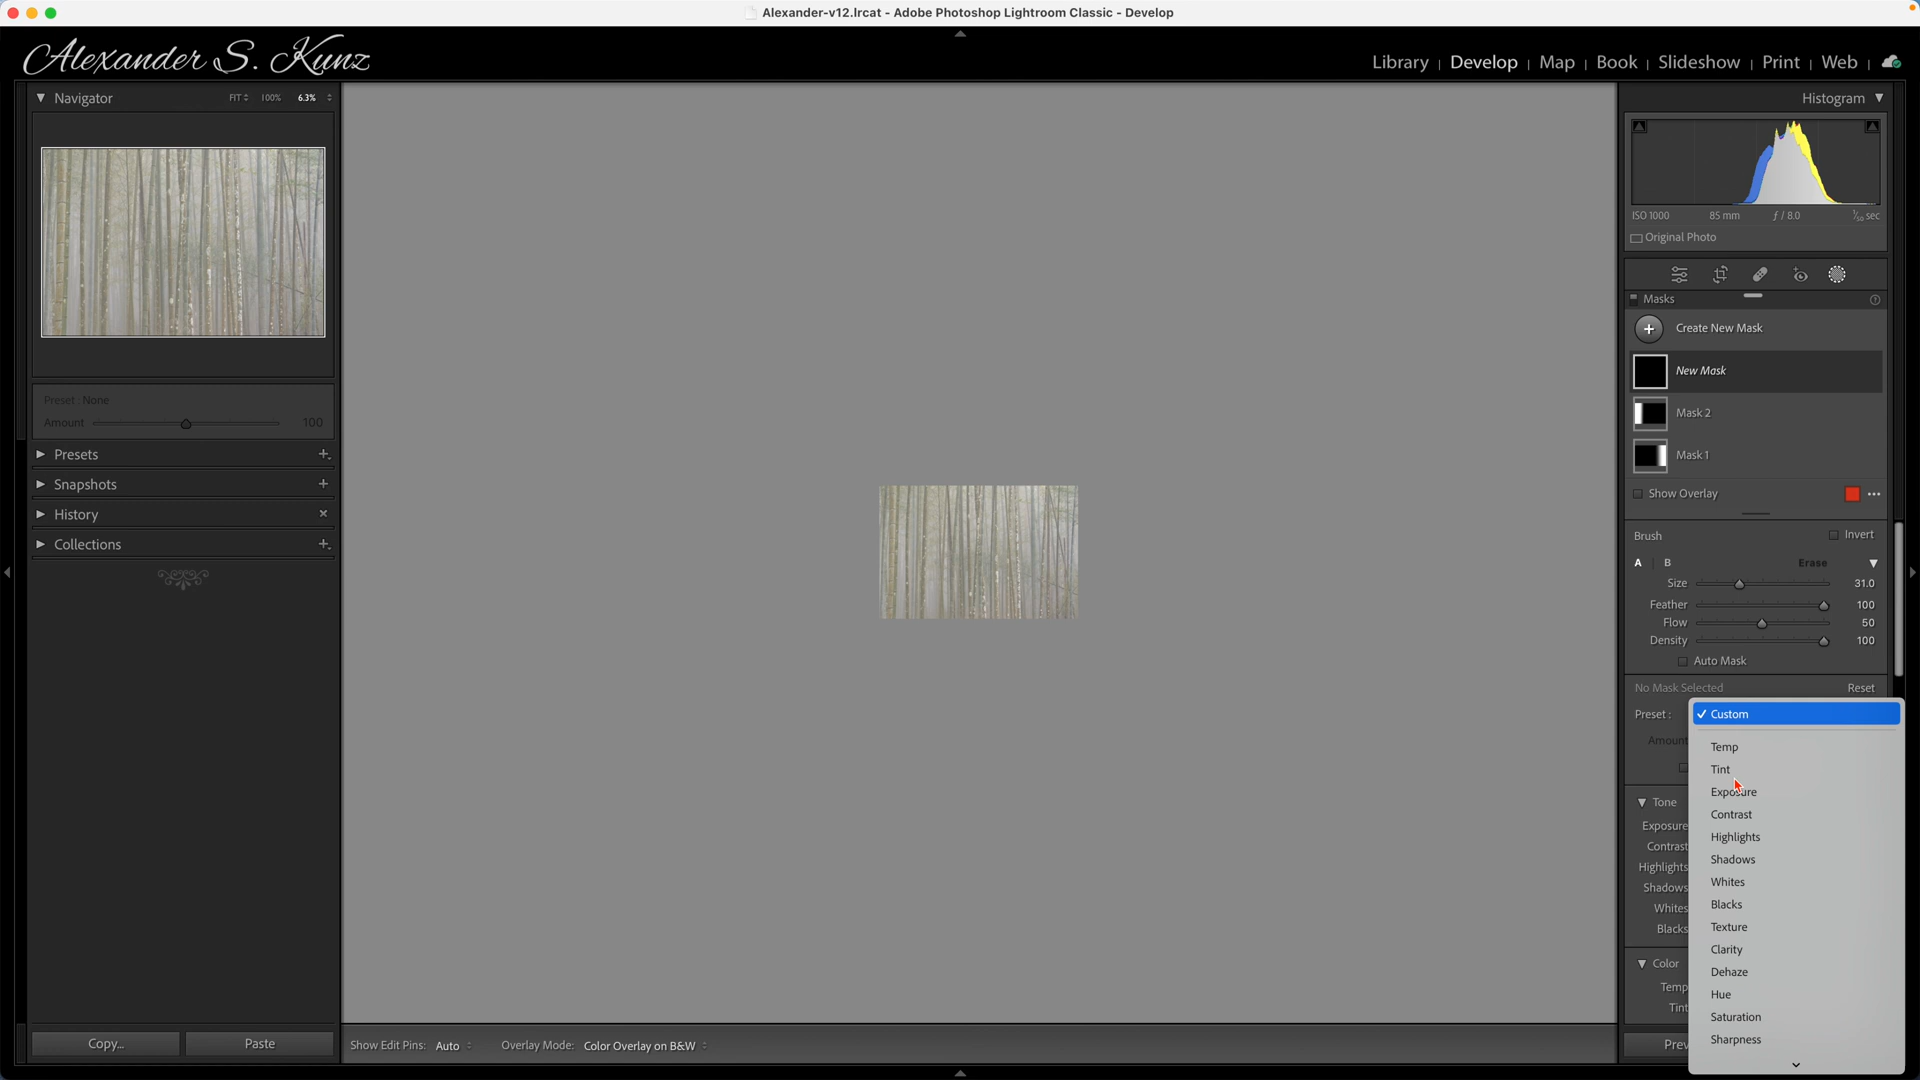 Alexander-v12.lrcat - Adobe Photoshop Lightroom Classic - Develop
Alexander S. Kunz
Library | Develop | Map | Book | Slideshow | Print | Web |
Navigator FIT 100% 6.3%
Preset : None
Amount 100
Presets
Snapshots
History
Collections
Copy... Paste
Show Edit Pins: Auto Overlay Mode: Color Overlay on B&W
Histogram
ISO 1000 85 mm ƒ / 8.0 1/50 sec
Original Photo
Masks
Create New Mask
New Mask
Mask 2
Mask 1
Show Overlay
Brush Invert
A | B Erase
Size 31.0
Feather 100
Flow 50
Density 100
Auto Mask
No Mask Selected Reset
Preset : Custom
Amount
Temp
Tint
Exposure
Contrast
Highlights
Shadows
Whites
Blacks
Texture
Clarity
Dehaze
Hue
Saturation
Sharpness
Tone
Exposure
Contrast
Highlights
Shadows
Whites
Blacks
Color
Temp
Tint